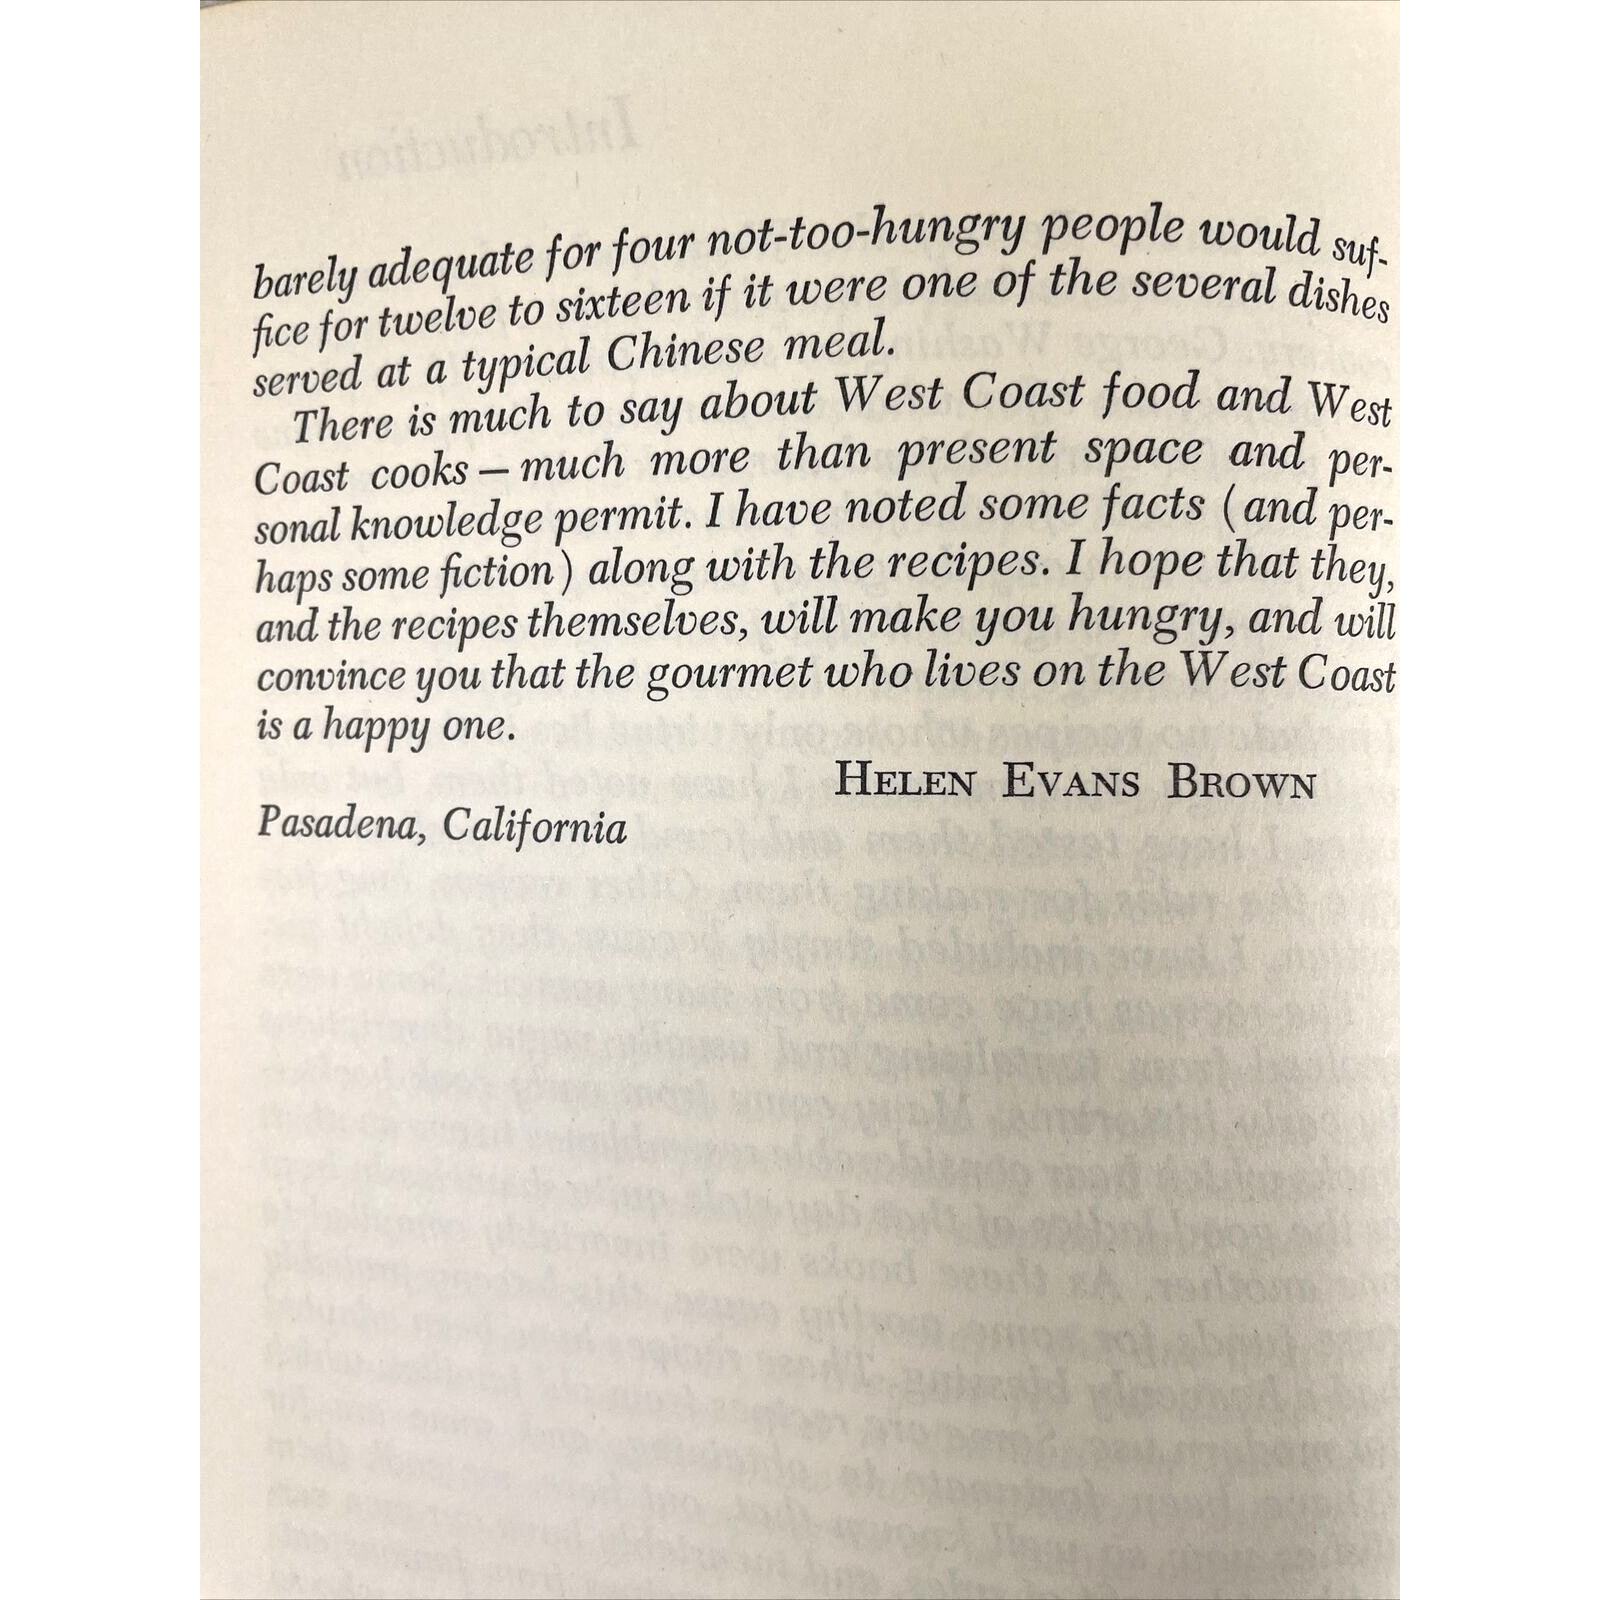 barely adequate for four not-too-hungry people would suf-
fice for twelve to sixteen if it were one of the several dishes
served at a typical Chinese meal.
There is much to say about West Coast food and West
Coast cooks — much more than present space and per-
sonal knowledge permit. I have noted some facts (and per-
haps some fiction) along with the recipes. I hope that they,
and the recipes themselves, will make you hungry, and will
convince you that the gourmet who lives on the West Coast
is a happy one.
HELEN EVANS BROWN
Pasadena, California